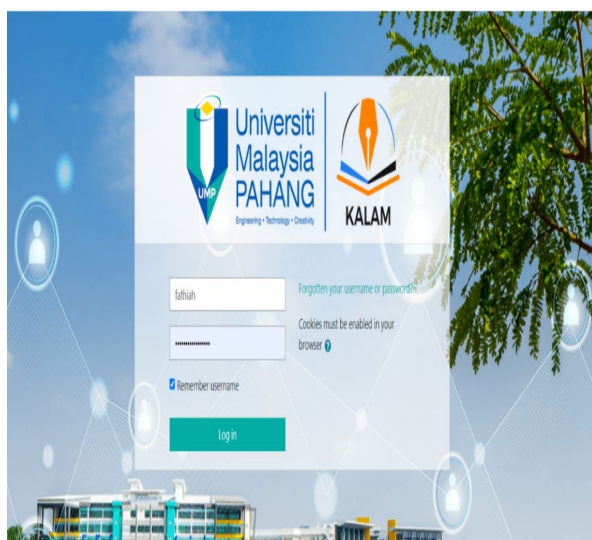 Universiti
Malaysia
PAHANG
Engineering • Technology • Creativity
UMP
KALAM
fathiah
Forgotten your username or password?
Cookies must be enabled in your
browser
Remember username
Log in